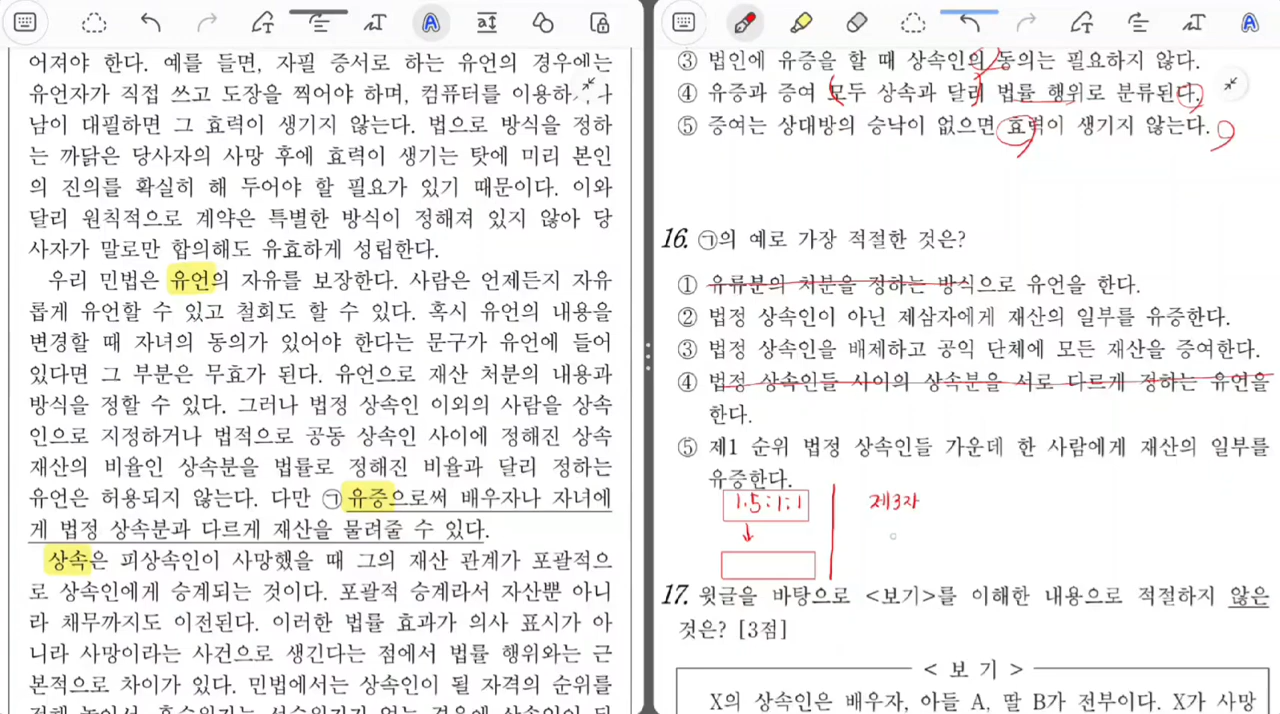 어져야 한다. 예를 들면, 자필 증서로 하는 유언의 경우에는
유언자가 직접 쓰고 도장을 찍어야 하며, 컴퓨터를 이용하
남이 대필하면 그 효력이 생기지 않는다. 법으로 방식을 정하
는 까닭은 당사자의 사망 후에 효력이 생기는 탓에 미리 본인
의 진의를 확실히 해 두어야 할 필요가 있기 때문이다. 이와
달리 원칙적으로 계약은 특별한 방식이 정해져 있지 않아 당
사자가 말로만 합의해도 유효하게 성립한다.
우리 민법은 유언의 자유를 보장한다. 사람은 언제든지 자유
롭게 유언할 수 있고 철회도 할 수 있다. 혹시 유언의 내용을
변경할 때 자녀의 동의가 있어야 한다는 문구가 유언에 들어
있다면 그 부분은 무효가 된다. 유언으로 재산 처분의 내용과
방식을 정할 수 있다. 그러나 법정 상속인 이외의 사람을 상속
인으로 지정하거나 법적으로 공동 상속인 사이에 정해진 상속
재산의 비율인 상속분을 법률로 정해진 비율과 달리 정하는
유언은 허용되지 않는다. 다만 ㉠유증으로써 배우자나 자녀에
게 법정 상속분과 다르게 재산을 물려줄 수 있다.
상속은 피상속인이 사망했을 때 그의 재산 관계가 포괄적으
로 상속인에게 승계되는 것이다. 포괄적 승계라서 자산뿐 아니
라 채무까지도 이전된다. 이러한 법률 효과가 의사 표시가 아
니라 사망이라는 사건으로 생긴다는 점에서 법률 행위와는 근
본적으로 차이가 있다. 민법에서는 상속인이 될 자격의 순위를
③ 법인에 유증을 할 때 상속인의 동의는 필요하지 않다.
④ 유증과 증여 모두 상속과 달리 법률 행위로 분류된다.
⑤ 증여는 상대방의 승낙이 없으면 효력이 생기지 않는다.
16. ㉠의 예로 가장 적절한 것은?
① 유류분의 처분을 정하는 방식으로 유언을 한다.
② 법정 상속인이 아닌 제삼자에게 재산의 일부를 유증한다.
③ 법정 상속인을 배제하고 공익 단체에 모든 재산을 증여한다.
④ 법정 상속인들 사이의 상속분을 서로 다르게 정하는 유언을
한다.
⑤ 제1 순위 법정 상속인들 가운데 한 사람에게 재산의 일부를
유증한다.
1.5:1:1
제3자
17. 윗글을 바탕으로 <보기>를 이해한 내용으로 적절하지 않은
것은? [3점]
< 보 기 >
X의 상속인은 배우자, 아들 A, 딸 B가 전부이다. X가 사망